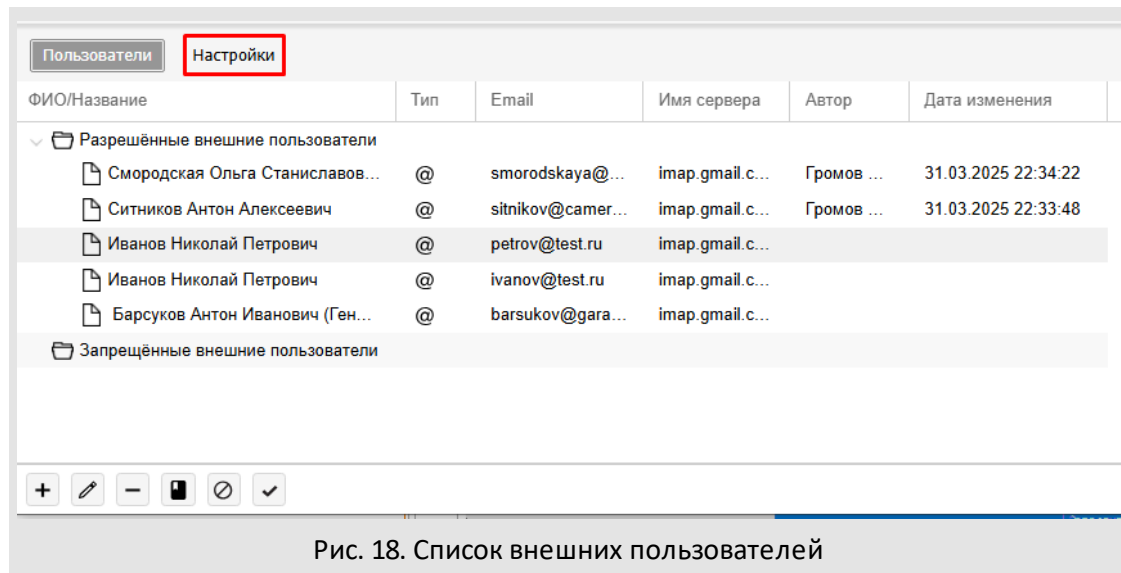 Пользователи Настройки
ФИО/Название Тип Email Имя сервера Автор Дата изменения
Разрешённые внешние пользователи
Смородская Ольга Станиславов... @ smorodskaya@... imap.gmail.c... Громов ... 31.03.2025 22:34:22
Ситников Антон Алексеевич @ sitnikov@camer... imap.gmail.c... Громов ... 31.03.2025 22:33:48
Иванов Николай Петрович @ petrov@test.ru imap.gmail.c...
Иванов Николай Петрович @ ivanov@test.ru imap.gmail.c...
Барсуков Антон Иванович (Ген... @ barsukov@gara... imap.gmail.c...
Запрещённые внешние пользователи
Рис. 18. Список внешних пользователей